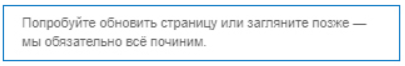 Попробуйте обновить страницу или загляните позже —
мы обязательно всё починим.